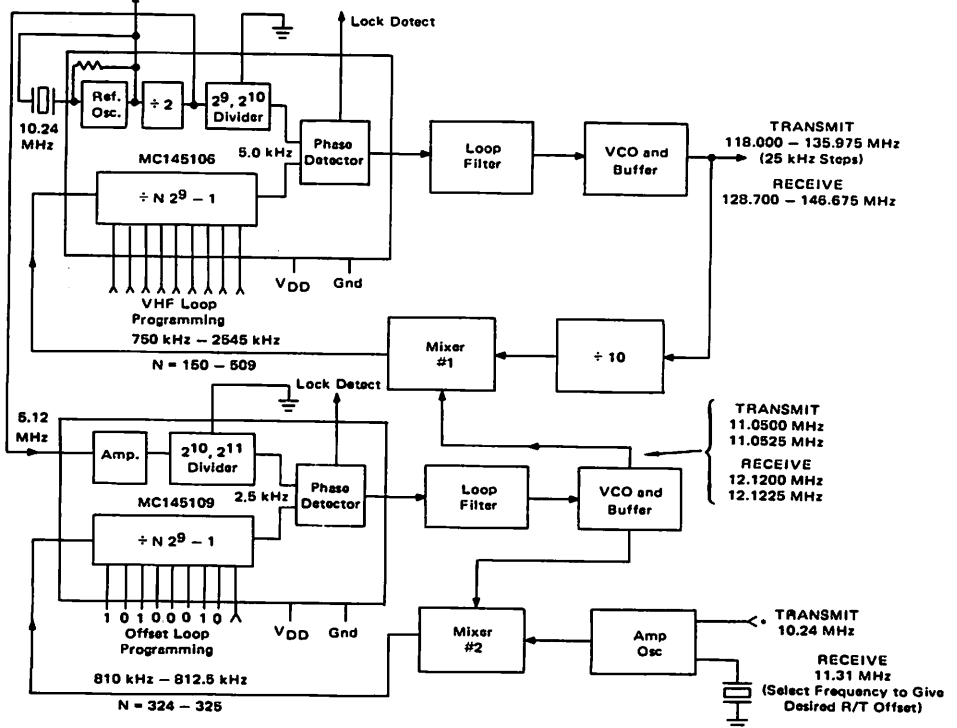 Lock Detect
10.24
MHz
Ref.
Osc.
÷ 2
2⁹, 2¹⁰
Divider
MC145106
5.0 kHz
Phase
Detector
÷ N 2⁹ – 1
VDD
Gnd
VHF Loop
Programming
Loop
Filter
VCO and
Buffer
TRANSMIT
118.000 – 135.975 MHz
(25 kHz Steps)
RECEIVE
128.700 – 146.675 MHz
750 kHz – 2545 kHz
N = 150 – 509
Mixer
#1
÷ 10
Lock Detect
5.12
MHz
Amp.
2¹⁰, 2¹¹
Divider
MC145109
2.5 kHz
Phase
Detector
÷ N 2⁹ – 1
1 0 1 0.0 0 1 0
Offset Loop
Programming
VDD
Gnd
Loop
Filter
VCO and
Buffer
TRANSMIT
11.0500 MHz
11.0525 MHz
RECEIVE
12.1200 MHz
12.1225 MHz
810 kHz – 812.5 kHz
N = 324 – 325
Mixer
#2
Amp
Osc
TRANSMIT
10.24 MHz
RECEIVE
11.31 MHz
(Select Frequency to Give
Desired R/T Offset)